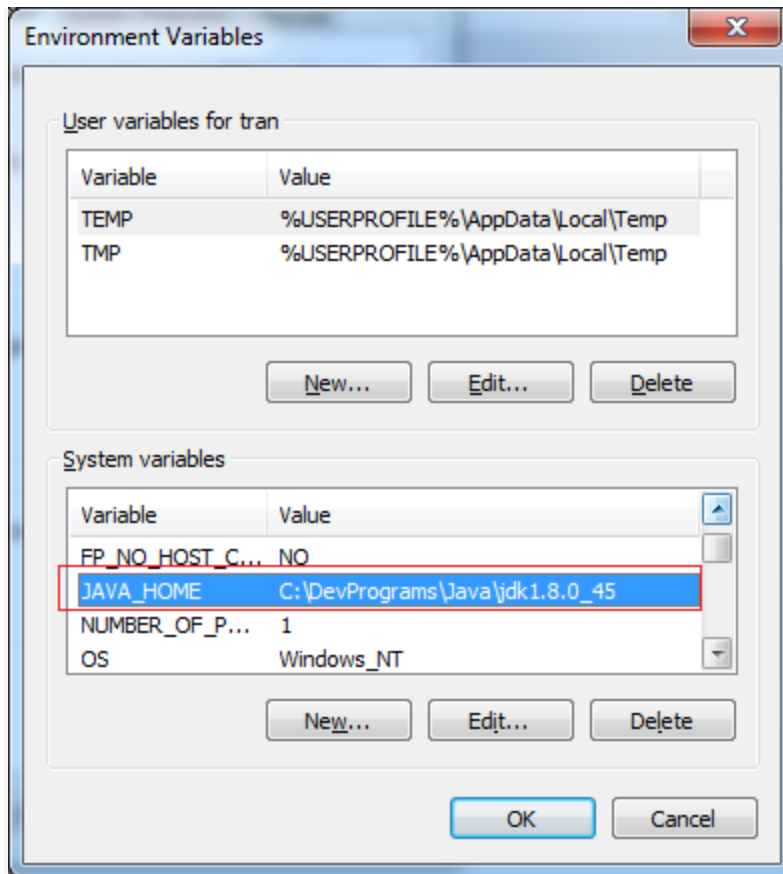 Environment Variables
User variables for tran
Variable Value
TEMP %USERPROFILE%\AppData\Local\Temp
TMP %USERPROFILE%\AppData\Local\Temp
New... Edit... Delete
System variables
Variable Value
FP_NO_HOST_C... NO
JAVA_HOME C:\DevPrograms\Java\jdk1.8.0_45
NUMBER_OF_P... 1
OS Windows_NT
New... Edit... Delete
OK Cancel